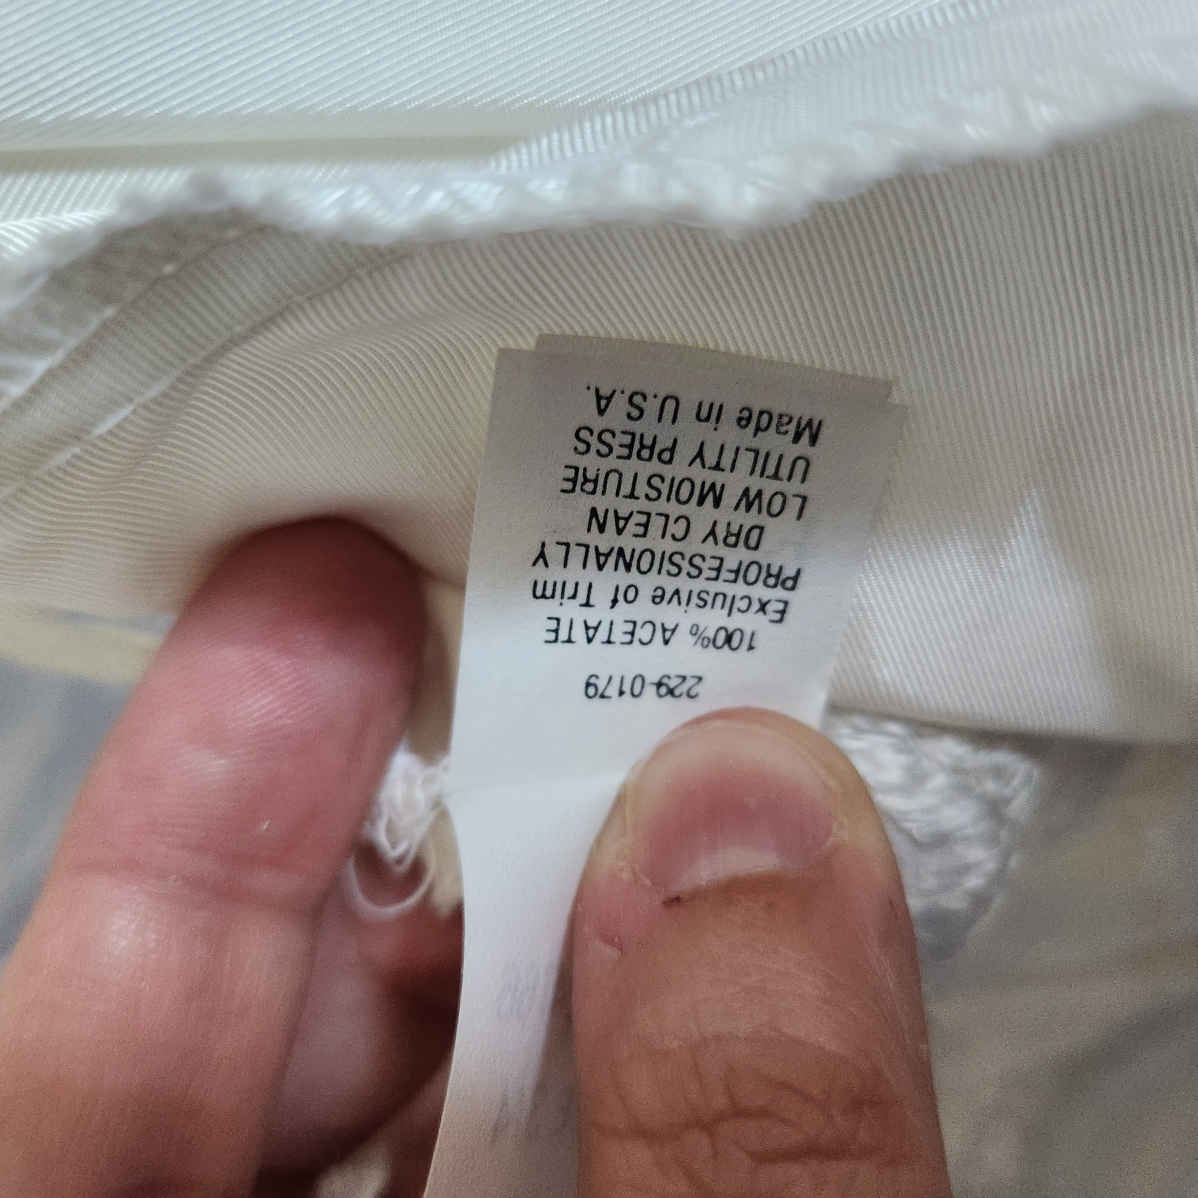 229-0179
100% ACETATE
Exclusive of Trim
PROFESSIONALLY
DRY CLEAN
LOW MOISTURE
UTILITY PRESS
Made in U.S.A.